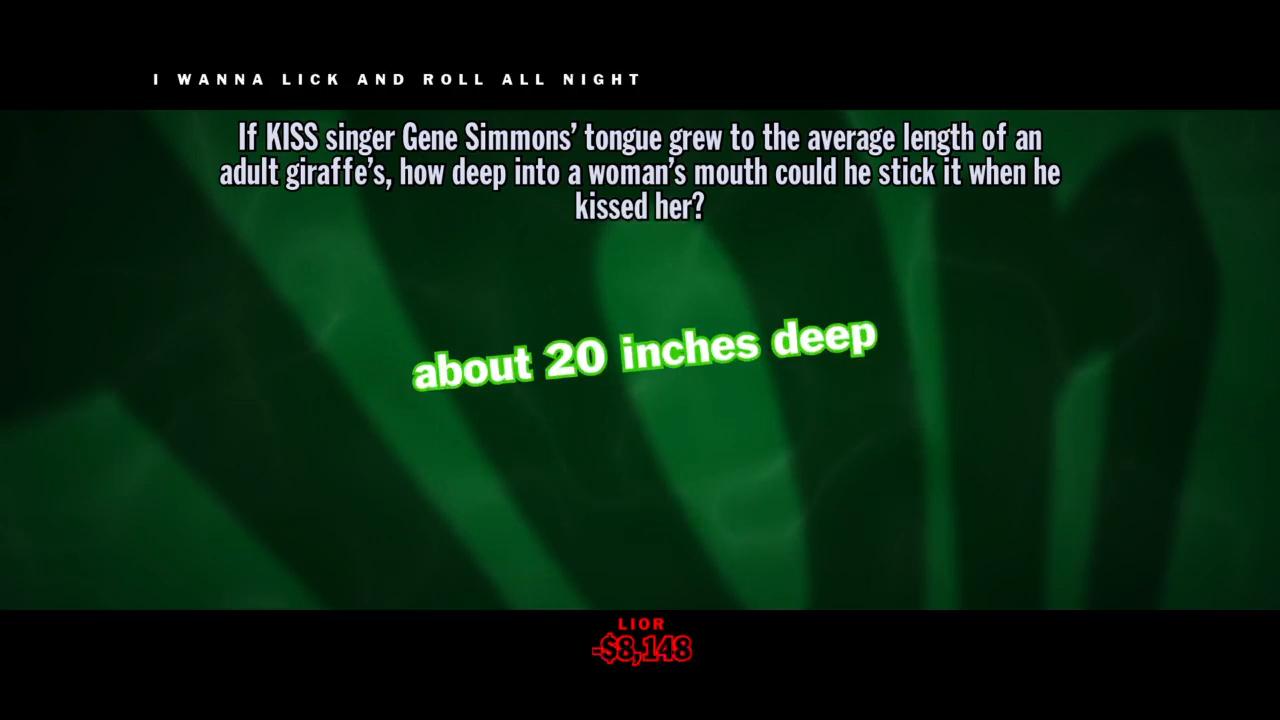 I WANNA LICK AND ROLL ALL NIGHT
If KISS singer Gene Simmons’ tongue grew to the average length of an
adult giraffe’s, how deep into a woman’s mouth could he stick it when he
kissed her?
about 20 inches deep
LIOR
-$8,148